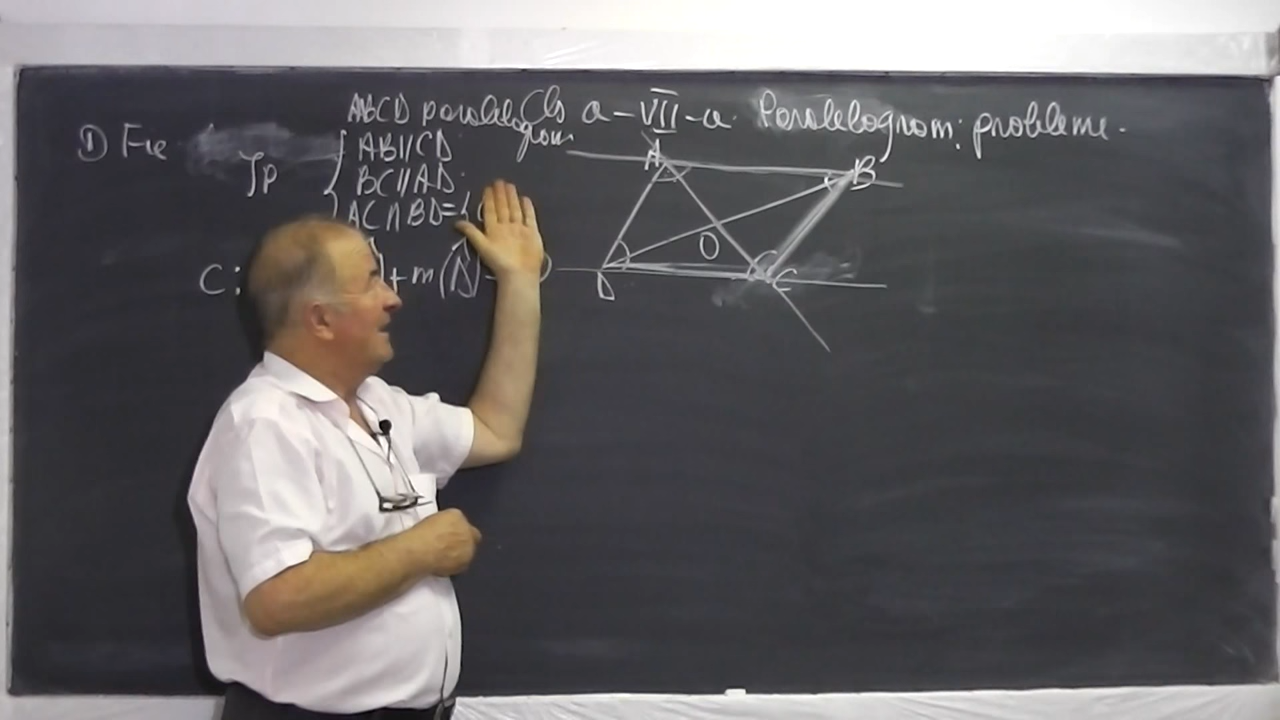 ABCD paralelogram Cls a-VII-a. Paralelogram; probleme.
1) Fie
Ip { AB||CD
BC||AD.
AC∩BD={
C: + m(A)
A B
O
D C